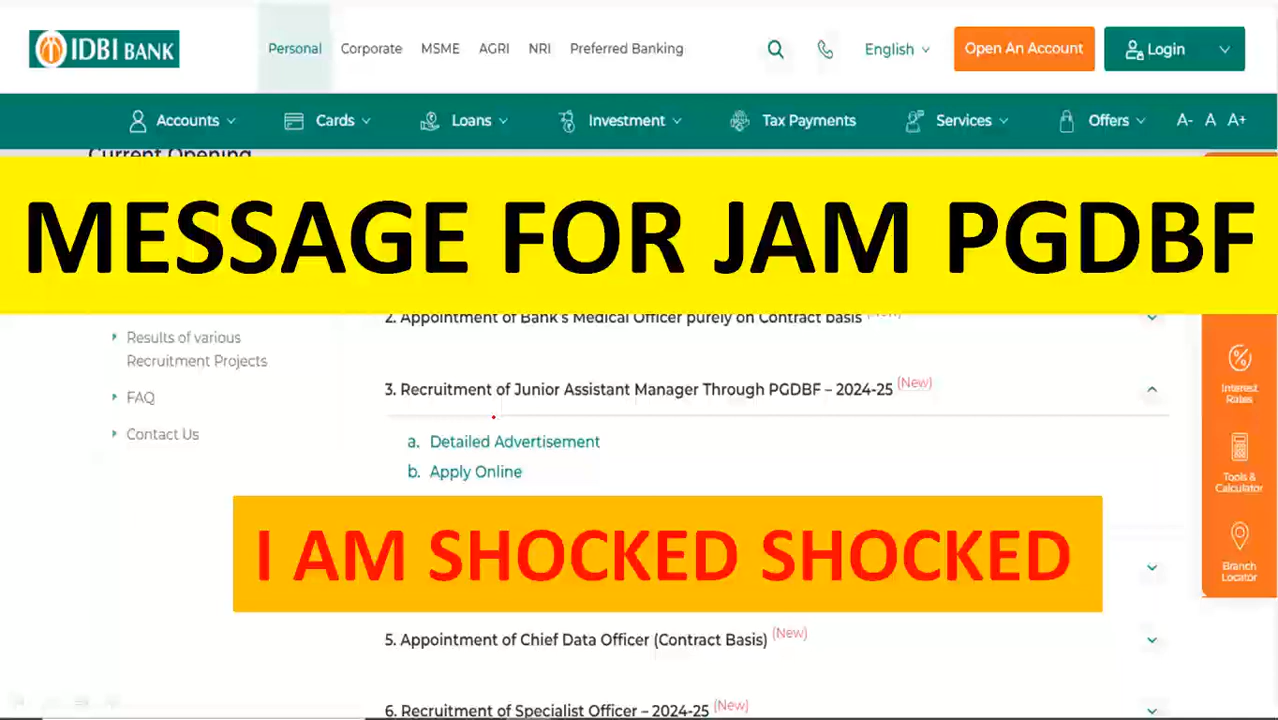 IDBI BANK
Personal Corporate MSME AGRI NRI Preferred Banking English Open An Account Login
Accounts Cards Loans Investment Tax Payments Services Offers A- A A+
Current Opening
MESSAGE FOR JAM PGDBF
2. Appointment of Bank's Medical Officer purely on Contract basis (New)
Results of various
Recruitment Projects
FAQ
Contact Us
3. Recruitment of Junior Assistant Manager Through PGDBF – 2024-25 (New)
a. Detailed Advertisement
b. Apply Online
Interest
Rates
Tools &
Calculator
Branch
Locator
I AM SHOCKED SHOCKED
5. Appointment of Chief Data Officer (Contract Basis) (New)
6. Recruitment of Specialist Officer – 2024-25 (New)